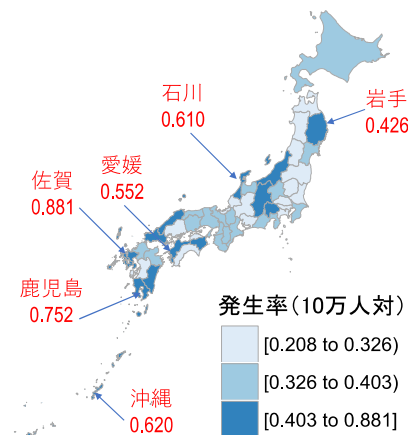 石川
0.610
岩手
0.426
愛媛
0.552
佐賀
0.881
鹿児島
0.752
沖縄
0.620
発生率（10万人対）
[0.208 to 0.326)
[0.326 to 0.403)
[0.403 to 0.881]